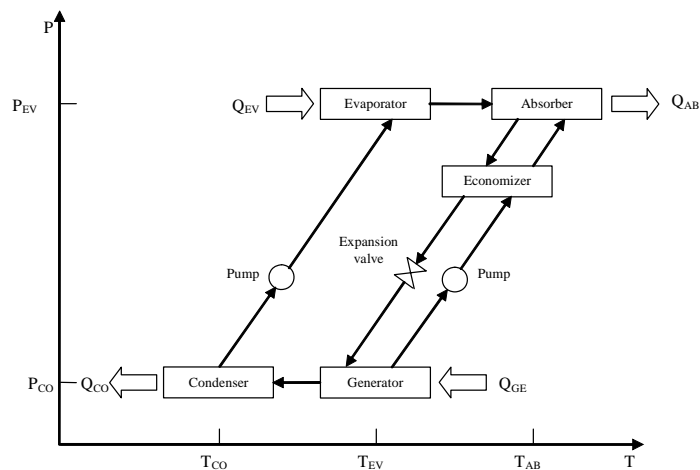 P
P_EV
Q_EV
Evaporator
Absorber
Q_AB
Economizer
Expansion
valve
Pump
Pump
P_CO
Q_CO
Condenser
Generator
Q_GE
T_CO
T_EV
T_AB
T